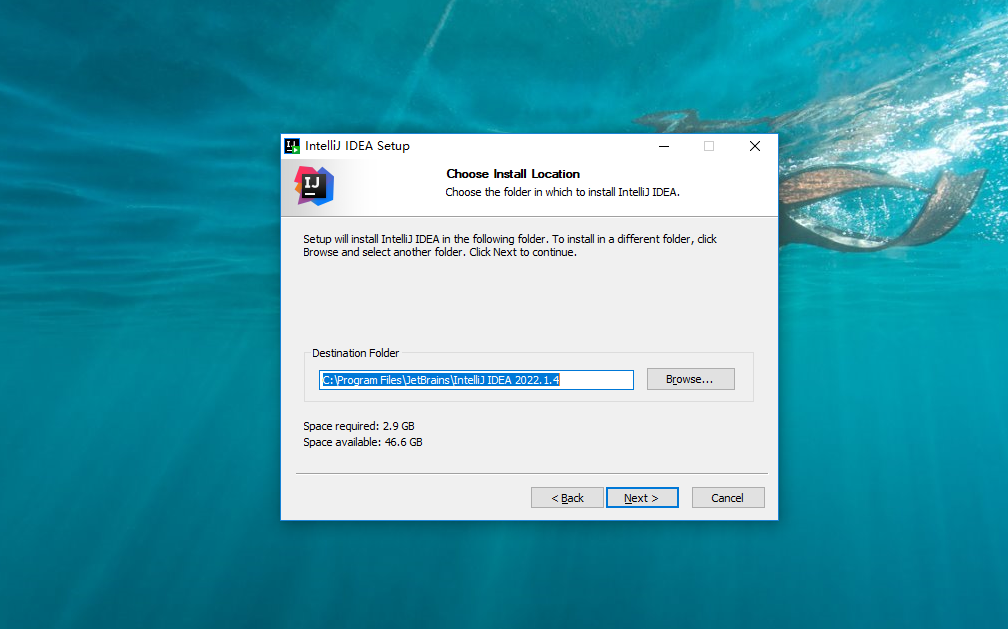 IntelliJ IDEA Setup
IJ
Choose Install Location
Choose the folder in which to install IntelliJ IDEA.
Setup will install IntelliJ IDEA in the following folder. To install in a different folder, click
Browse and select another folder. Click Next to continue.
Destination Folder
C:\Program Files\JetBrains\IntelliJ IDEA 2022.1.4
Browse...
Space required: 2.9 GB
Space available: 46.6 GB
< Back
Next >
Cancel